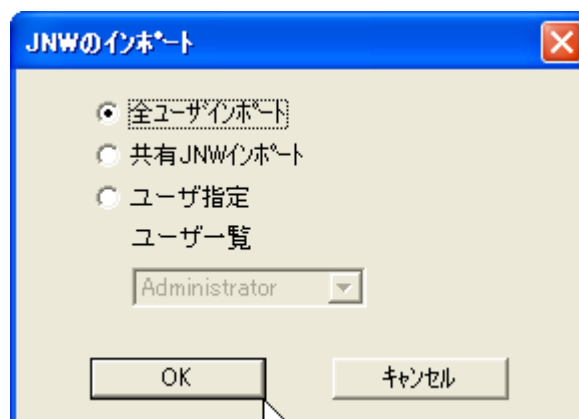 JNWのインポート
全ユーザインポート
共有JNWインポート
ユーザ指定
ユーザ一覧
Administrator
OK キャンセル